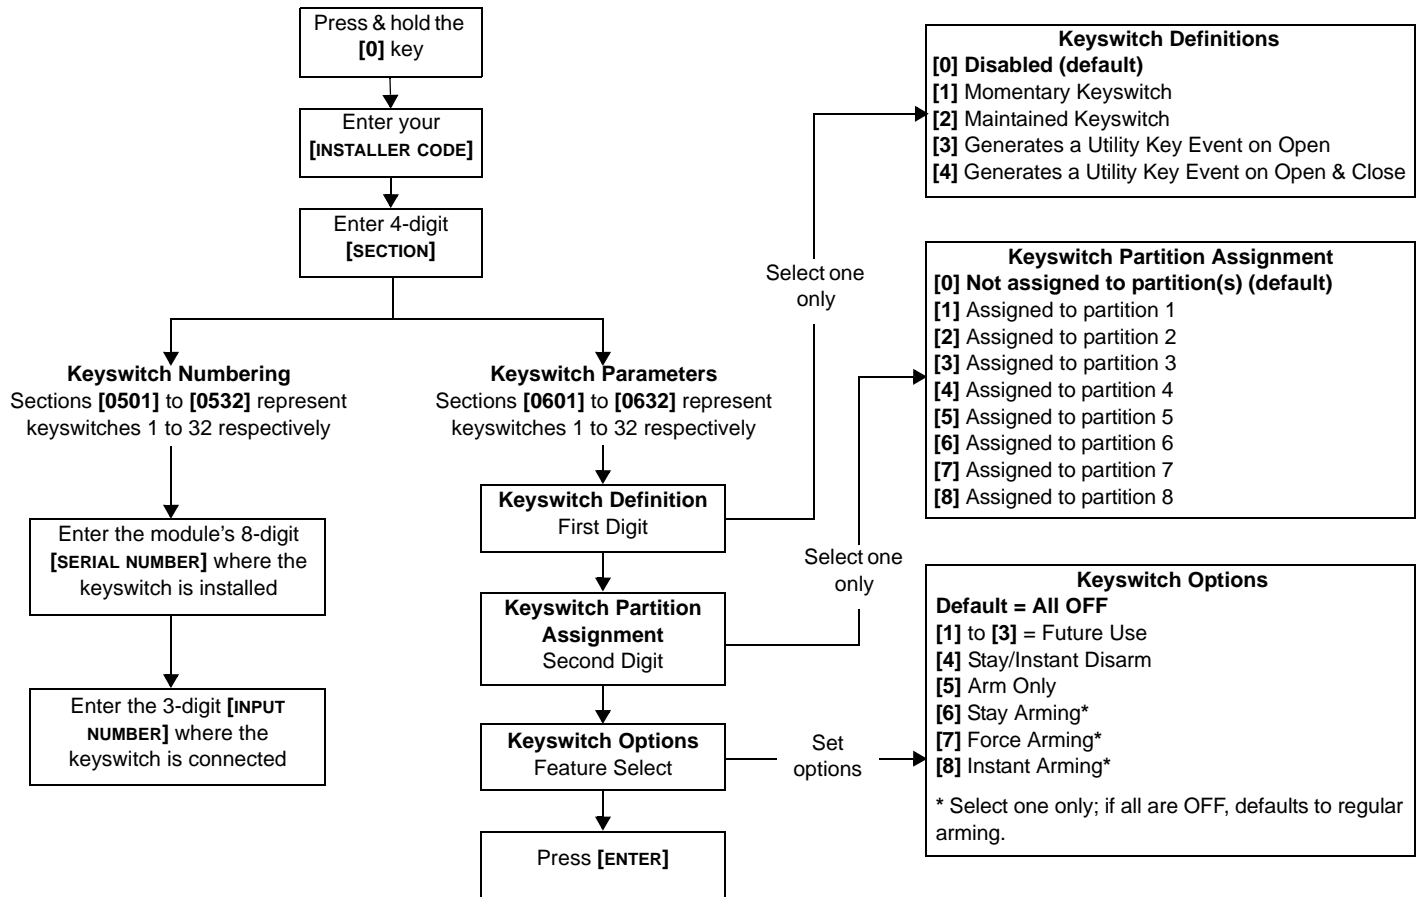 Press & hold the
[0] key
Enter your
[INSTALLER CODE]
Enter 4-digit
[SECTION]
Keyswitch Numbering
Sections [0501] to [0532] represent
keyswitches 1 to 32 respectively
Enter the module's 8-digit
[SERIAL NUMBER] where the
keyswitch is installed
Enter the 3-digit [INPUT
NUMBER] where the
keyswitch is connected
Keyswitch Parameters
Sections [0601] to [0632] represent
keyswitches 1 to 32 respectively
Keyswitch Definition
First Digit
Keyswitch Partition
Assignment
Second Digit
Keyswitch Options
Feature Select
Press [ENTER]
Select one
only
Select one
only
Set
options
Keyswitch Definitions
[0] Disabled (default)
[1] Momentary Keyswitch
[2] Maintained Keyswitch
[3] Generates a Utility Key Event on Open
[4] Generates a Utility Key Event on Open & Close
Keyswitch Partition Assignment
[0] Not assigned to partition(s) (default)
[1] Assigned to partition 1
[2] Assigned to partition 2
[3] Assigned to partition 3
[4] Assigned to partition 4
[5] Assigned to partition 5
[6] Assigned to partition 6
[7] Assigned to partition 7
[8] Assigned to partition 8
Keyswitch Options
Default = All OFF
[1] to [3] = Future Use
[4] Stay/Instant Disarm
[5] Arm Only
[6] Stay Arming*
[7] Force Arming*
[8] Instant Arming*
* Select one only; if all are OFF, defaults to regular
arming.